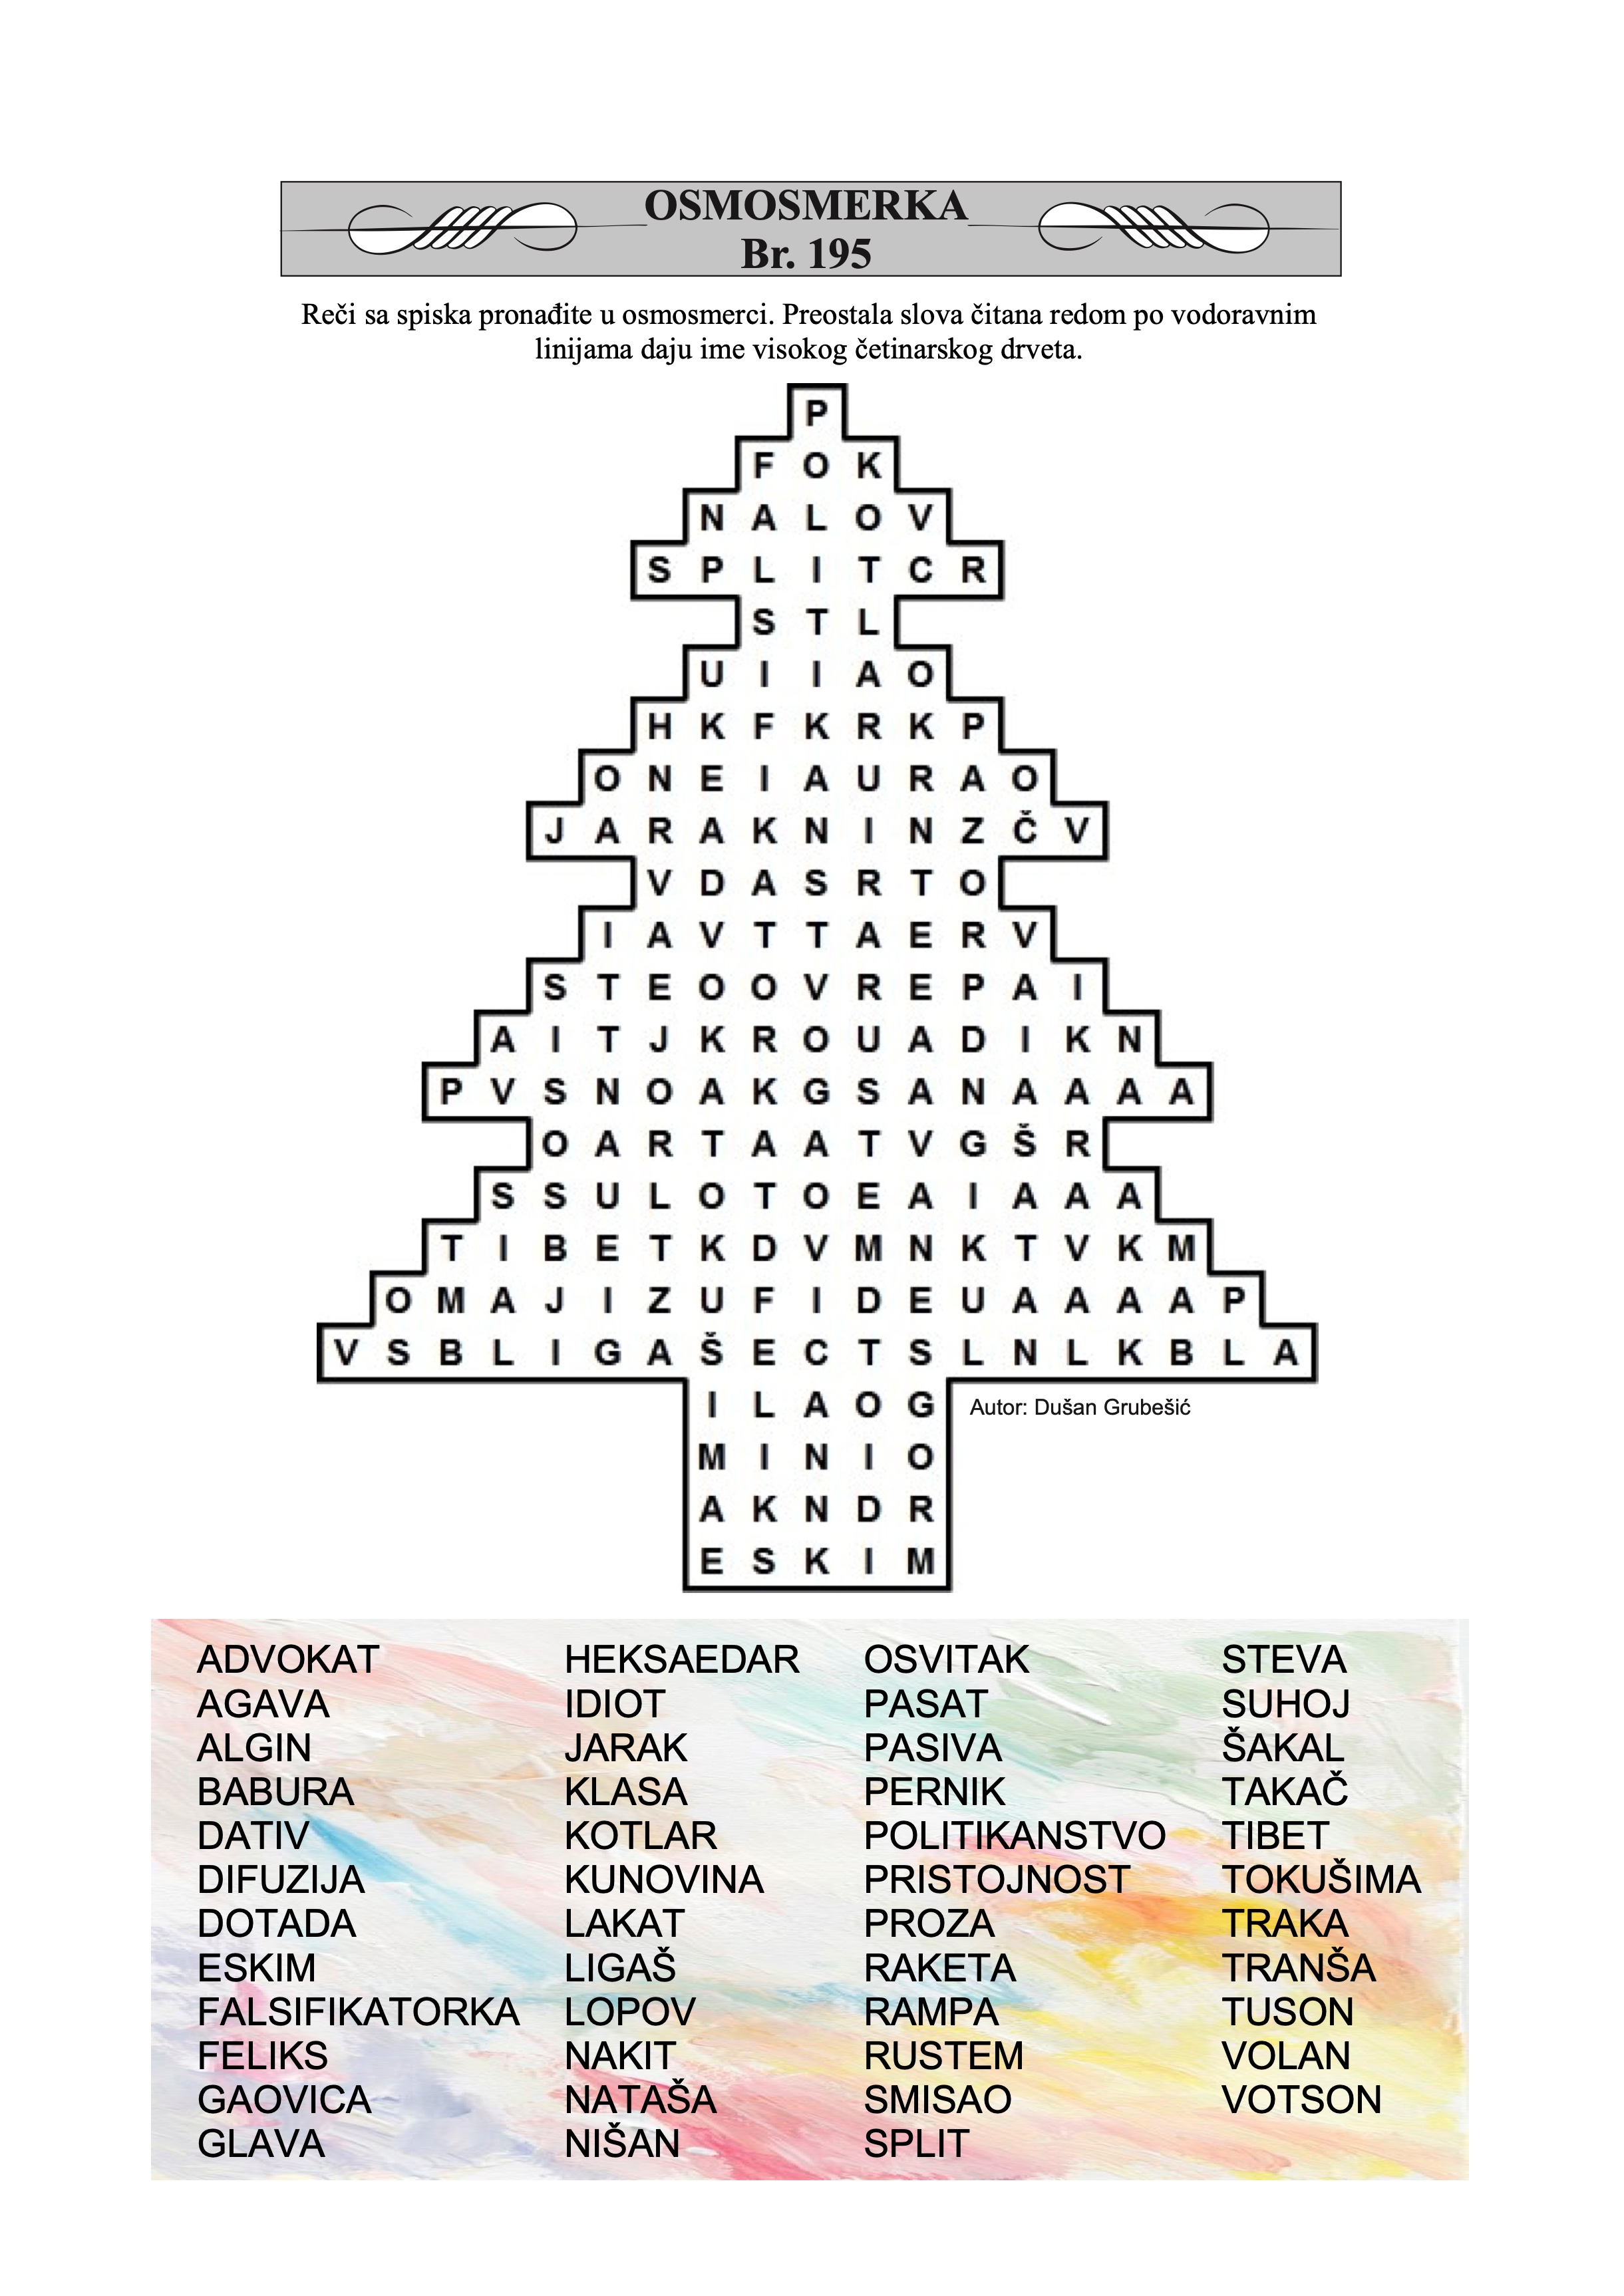 OSMOSMERKA
Br. 195
Reči sa spiska pronađite u osmosmerci. Preostala slova čitana redom po vodoravnim
linijama daju ime visokog četinarskog drveta.
P
F O K
N A L O V
S P L I T C R
S T L
U I I A O
H K F K R K P
O N E I A U R A O
J A R A K N I N Z Č V
V D A S R T O
I A V T T A E R V
S T E O O V R E P A I
A I T J K R O U A D I K N
P V S N O A K G S A N A A A A
O A R T A A T V G Š R
S S U L O T O E A I A A A
T I B E T K D V M N K T V K M
O M A J I Z U F I D E U A A A A P
V S B L I G A Š E C T S L N L K B L A
I L A O G
Autor: Dušan Grubešić
M I N I O
A K N D R
E S K I M
ADVOKAT HEKSAEDAR OSVITAK STEVA
AGAVA IDIOT PASAT SUHOJ
ALGIN JARAK PASIVA ŠAKAL
BABURA KLASA PERNIK TAKAČ
DATIV KOTLAR POLITIKANSTVO TIBET
DIFUZIJA KUNOVINA PRISTOJNOST TOKUŠIMA
DOTADA LAKAT PROZA TRAKA
ESKIM LIGAŠ RAKETA TRANŠA
FALSIFIKATORKA LOPOV RAMPA TUSON
FELIKS NAKIT RUSTEM VOLAN
GAOVICA NATAŠA SMISAO VOTSON
GLAVA NIŠAN SPLIT